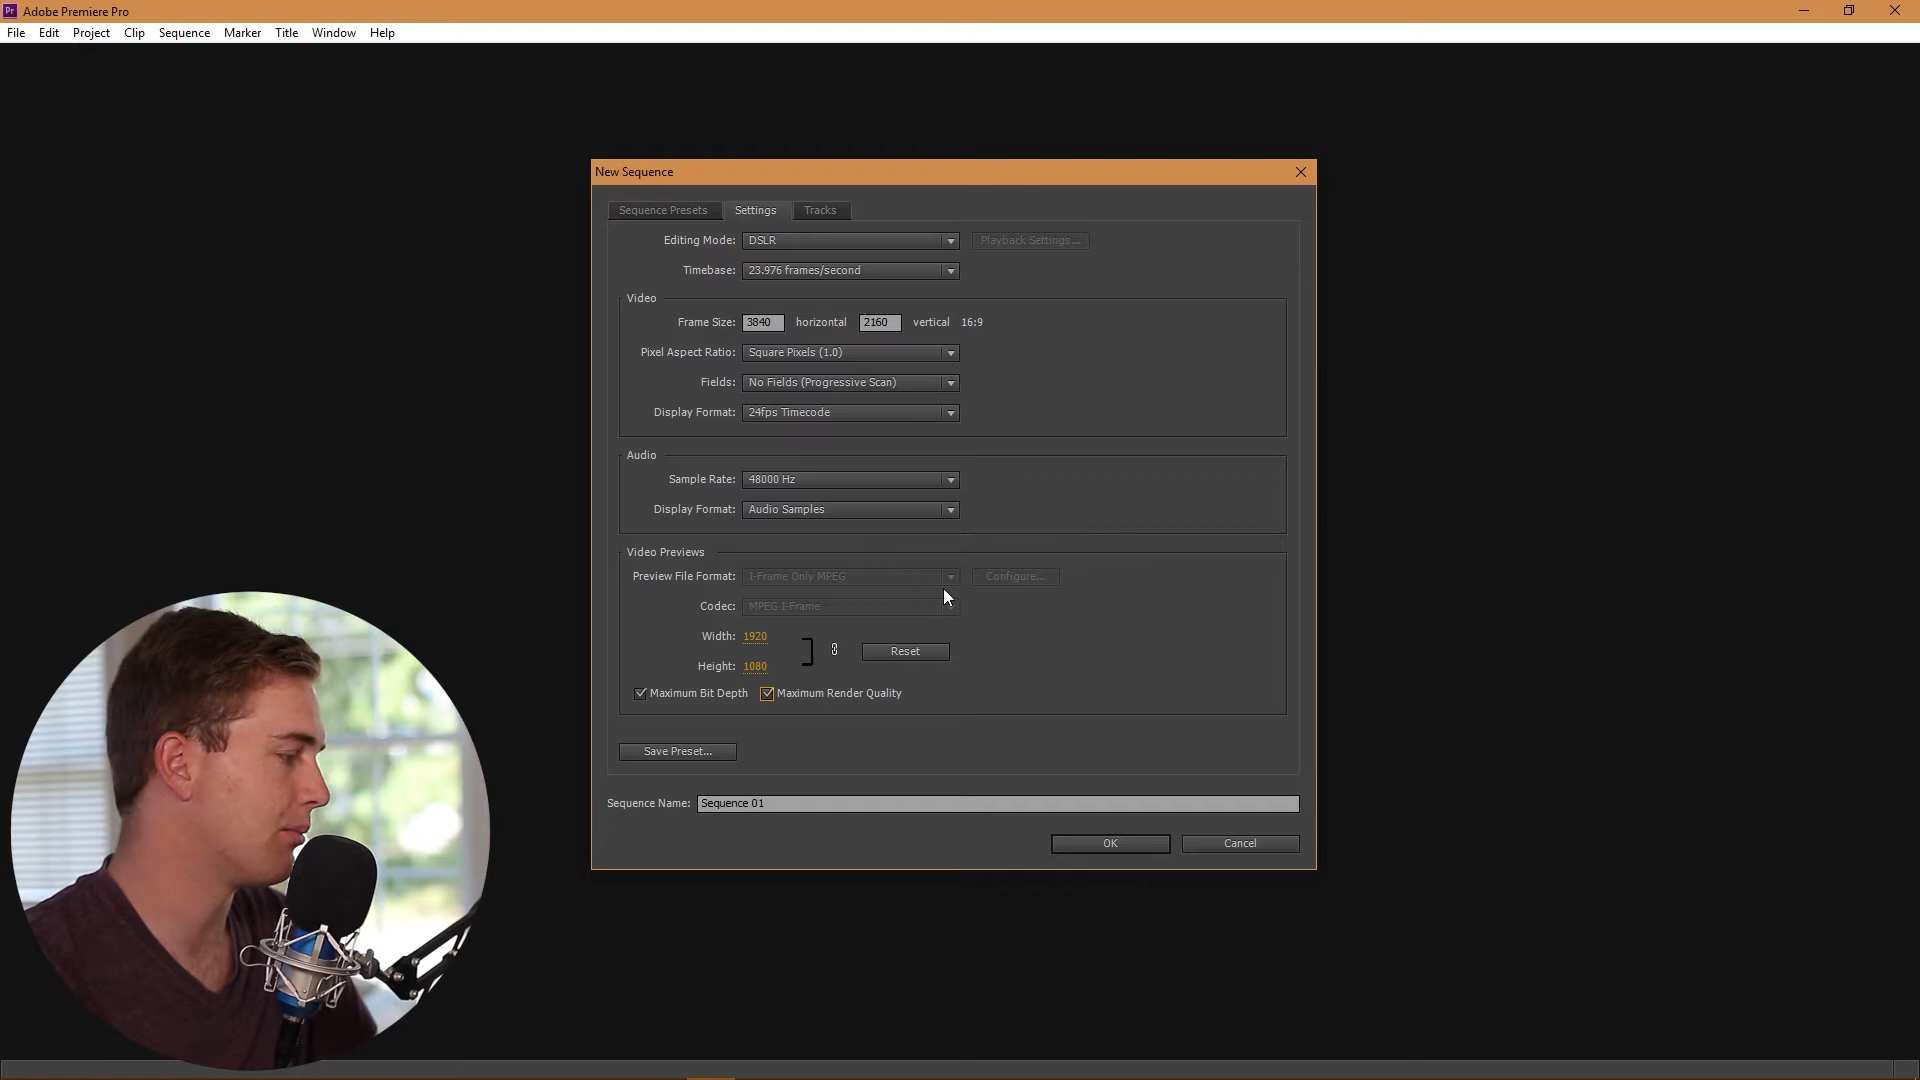 Pr Adobe Premiere Pro
File Edit Project Clip Sequence Marker Title Window Help
New Sequence
Sequence Presets Settings Tracks
Editing Mode: DSLR Playback Settings...
Timebase: 23.976 frames/second
Video
Frame Size: 3840 horizontal 2160 vertical 16:9
Pixel Aspect Ratio: Square Pixels (1.0)
Fields: No Fields (Progressive Scan)
Display Format: 24fps Timecode
Audio
Sample Rate: 48000 Hz
Display Format: Audio Samples
Video Previews
Preview File Format: I-Frame Only MPEG Configure...
Codec: MPEG I-Frame
Width: 1920
Height: 1080
Reset
Maximum Bit Depth Maximum Render Quality
Save Preset...
Sequence Name: Sequence 01
OK Cancel